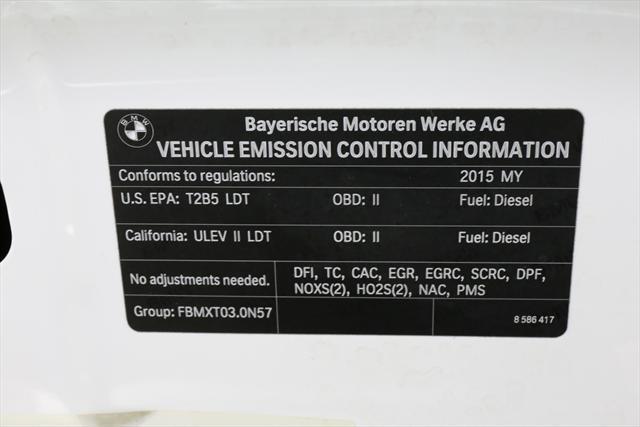 BMW
Bayerische Motoren Werke AG
VEHICLE EMISSION CONTROL INFORMATION
Conforms to regulations: 2015 MY
U.S. EPA: T2B5 LDT OBD: II Fuel: Diesel
California: ULEV II LDT OBD: II Fuel: Diesel
No adjustments needed.
DFI, TC, CAC, EGR, EGRC, SCRC, DPF,
NOXS(2), HO2S(2), NAC, PMS
Group: FBMXT03.0N57 8 586 417